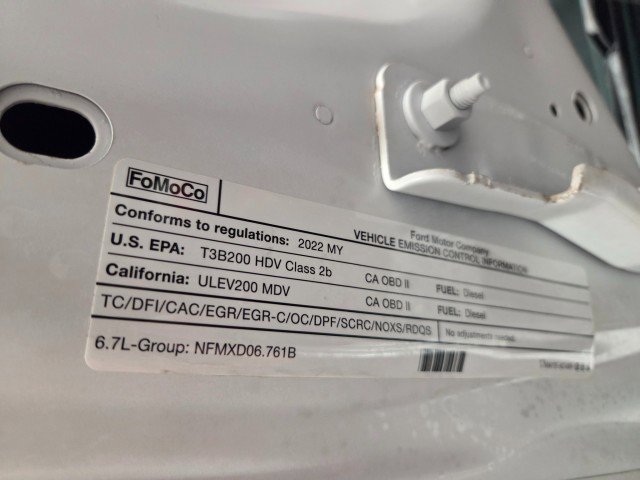 FoMoCo
Ford Motor Company
VEHICLE EMISSION CONTROL INFORMATION
Conforms to regulations: 2022 MY
U.S. EPA: T3B200 HDV Class 2b CA OBD II FUEL: Diesel
California: ULEV200 MDV CA OBD II FUEL: Diesel
TC/DFI/CAC/EGR/EGR-C/OC/DPF/SCRC/NOXS/RDQS No adjustments needed.
6.7L-Group: NFMXD06.761B